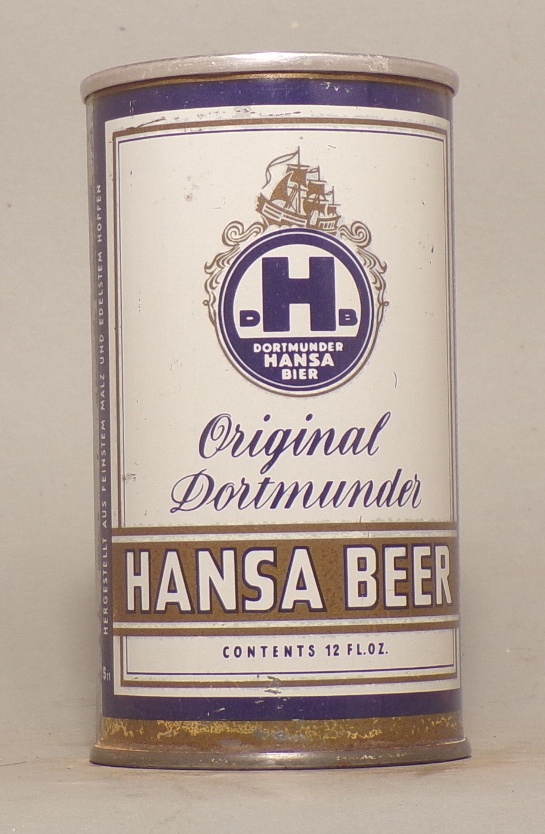 D H B
DORTMUNDER
HANSA
BIER
Original
Dortmunder
HANSA BEER
CONTENTS 12 FL.OZ.
HERGESTELLT AUS FEINSTEM MALZ UND EDELSTEM HOPFEN